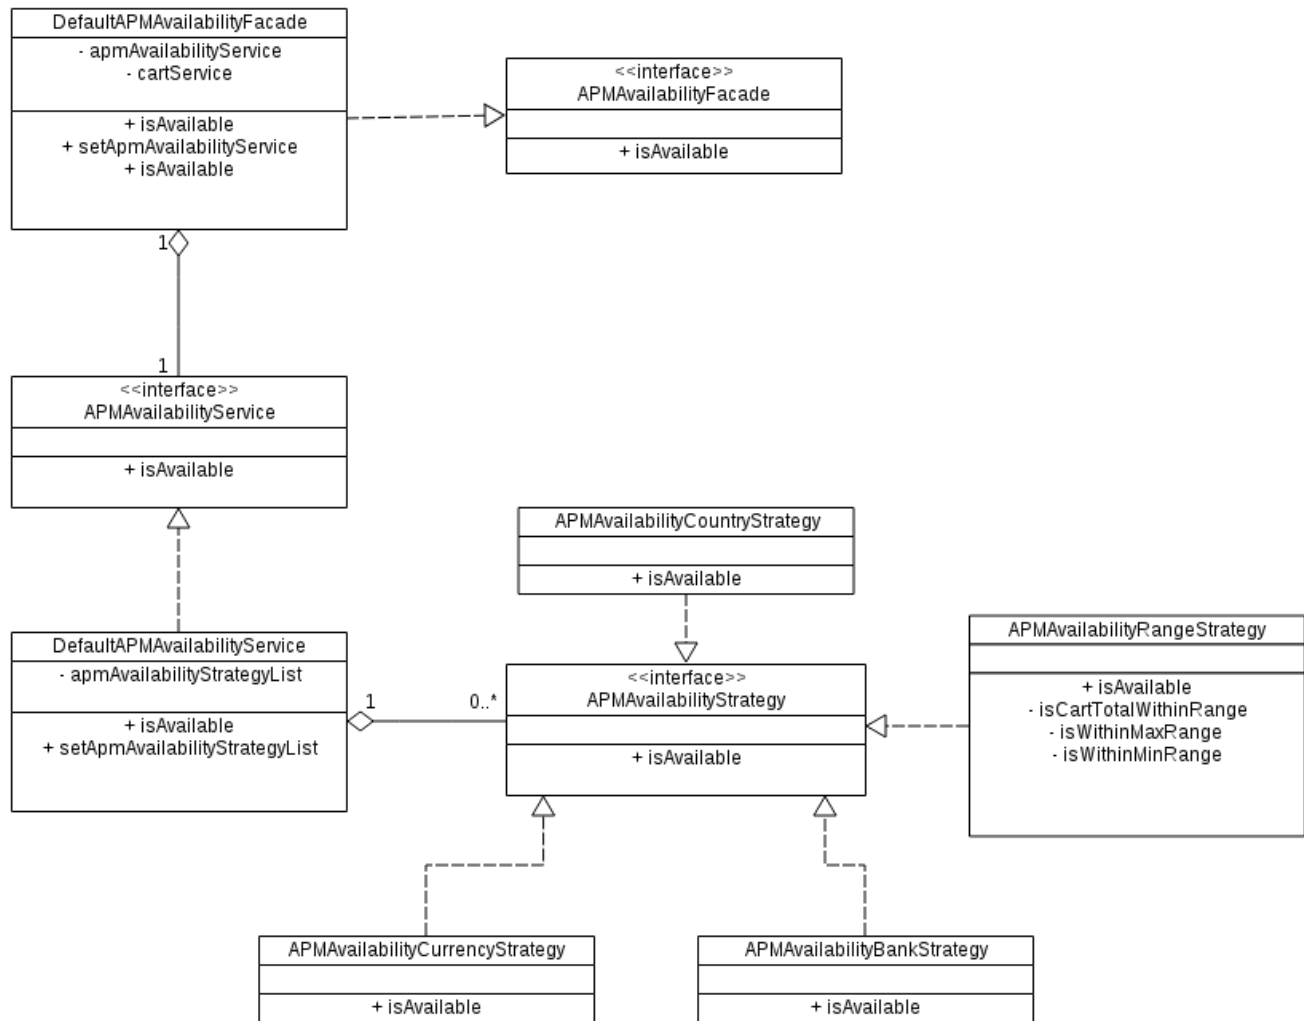 DefaultAPMAvailabilityFacade
- apmAvailabilityService
- cartService
+ isAvailable
+ setApmAvailabilityService
+ isAvailable
<<interface>>
APMAvailabilityFacade
+ isAvailable
1
1
<<interface>>
APMAvailabilityService
+ isAvailable
APMAvailabilityCountryStrategy
+ isAvailable
DefaultAPMAvailabilityService
- apmAvailabilityStrategyList
+ isAvailable
+ setApmAvailabilityStrategyList
1
0..*
<<interface>>
APMAvailabilityStrategy
+ isAvailable
APMAvailabilityRangeStrategy
+ isAvailable
- isCartTotalWithinRange
- isWithinMaxRange
- isWithinMinRange
APMAvailabilityCurrencyStrategy
+ isAvailable
APMAvailabilityBankStrategy
+ isAvailable